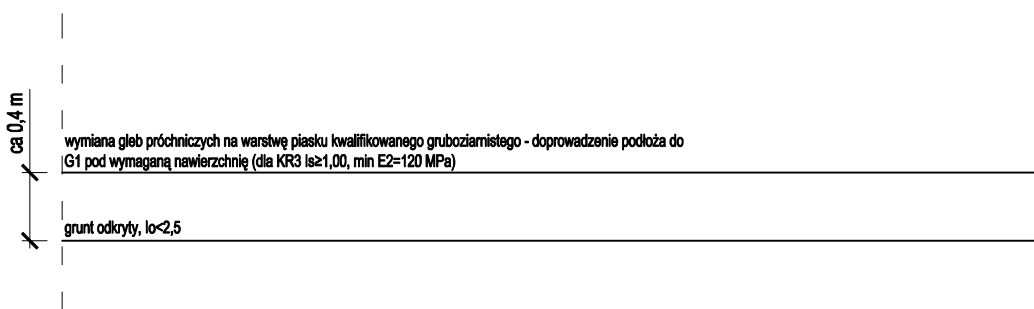 ca 0,4 m
wymiana gleb próchniczych na warstwę piasku kwalifikowanego gruboziarnistego - doprowadzenie podłoża do
G1 pod wymaganą nawierzchnię (dla KR3 Is≥1,00, min E2=120 MPa)
grunt odkryty, Io<2,5